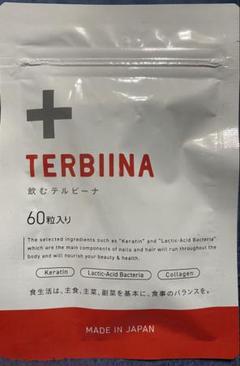 TERBIINA
飲むテルビーナ
60粒入り
The selected ingredients such as "Keratin" and "Lactic-Acid Bacteria"
which are the main components of nails and hair will run throughout the
body and will nourish your beauty & health.
Keratin Lactic-Acid Bacteria Collagen
食生活は、主食、主菜、副菜を基本に、食事のバランスを。
MADE IN JAPAN